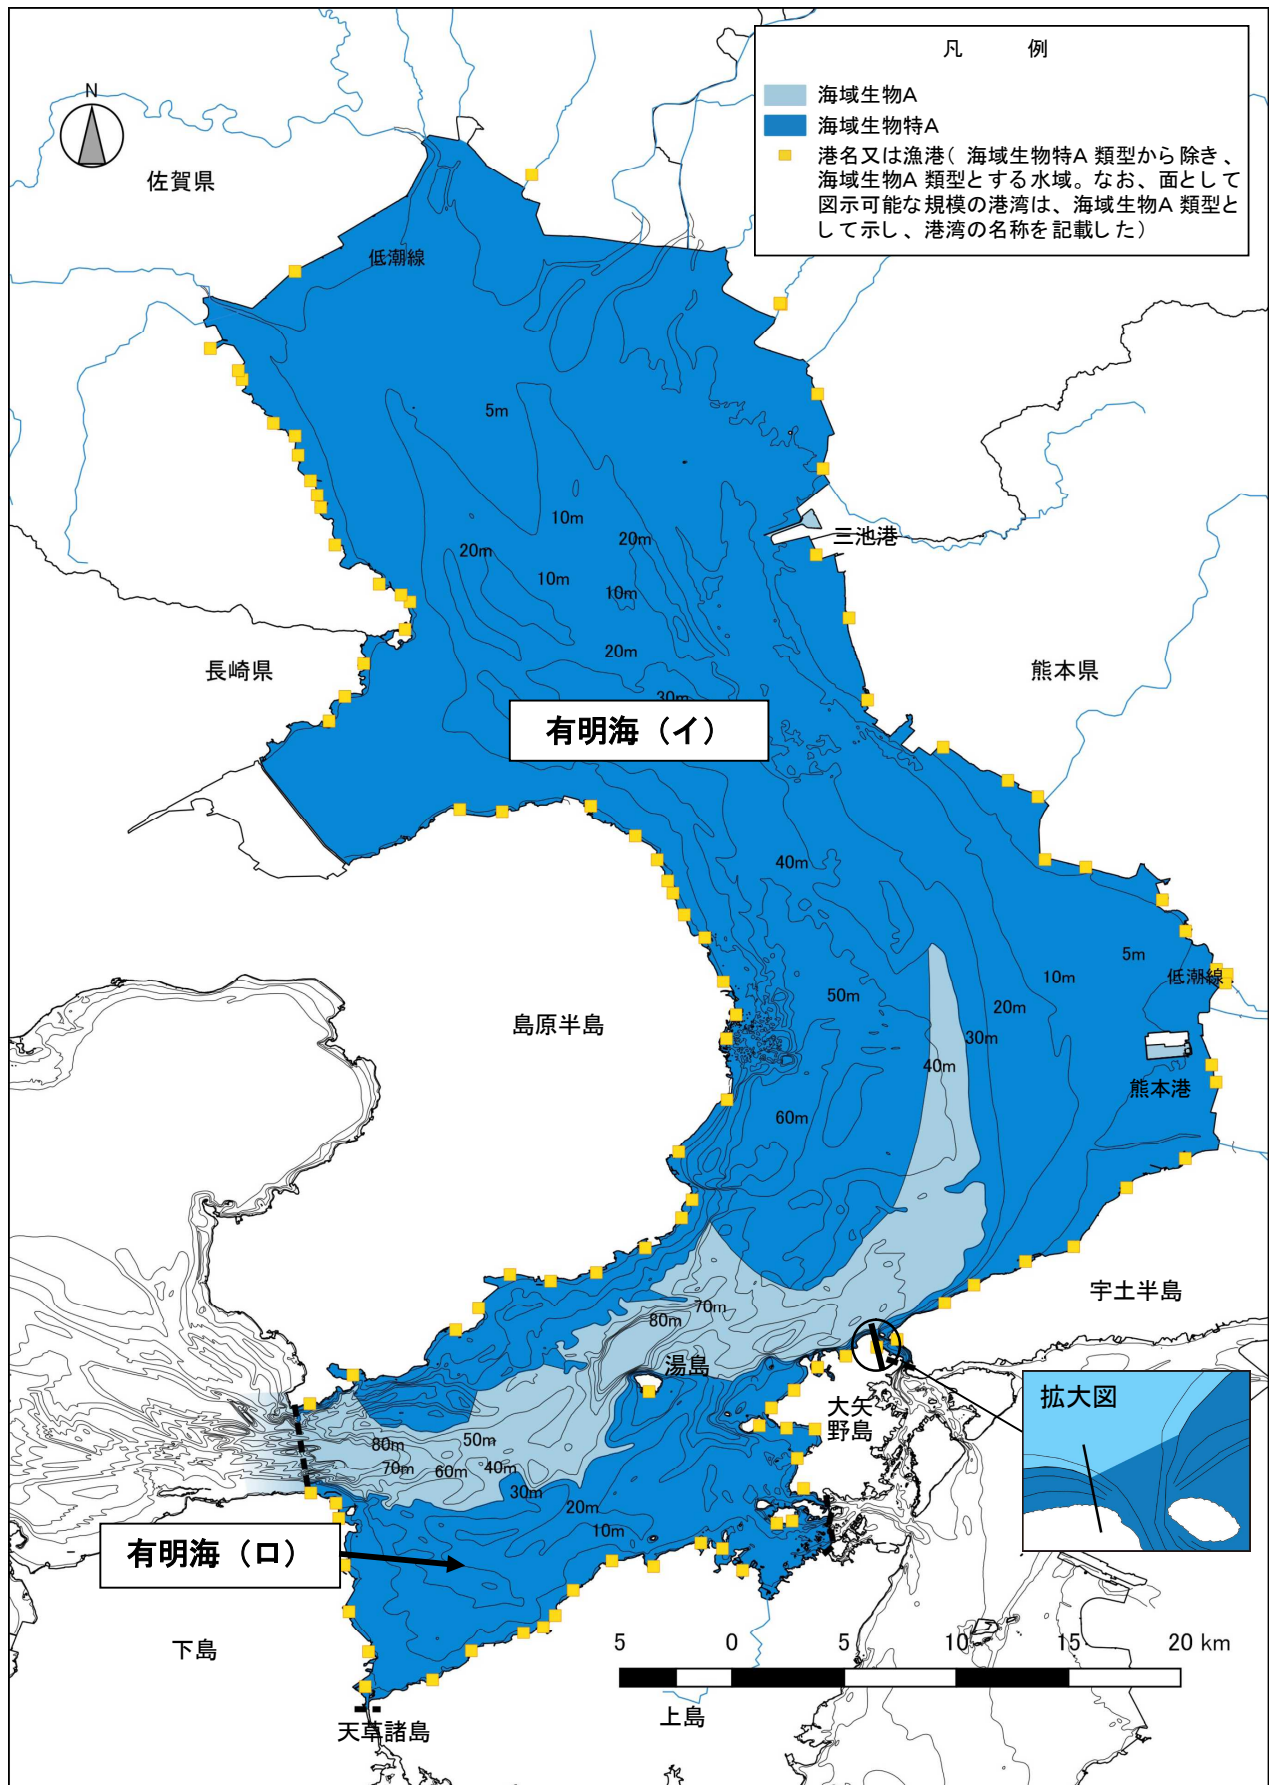 凡 例
海域生物A
海域生物特A
港名又は漁港( 海域生物特A 類型から除き、
海域生物A 類型とする水域。なお、面として
図示可能な規模の港湾は、海域生物A 類型と
して示し、港湾の名称を記載した)
N
佐賀県
低潮線
5m
10m
三池港
20m
20m
10m
10m
20m
長崎県
熊本県
30m
有明海（イ）
40m
5m
低潮線
10m
50m
20m
島原半島
30m
40m
熊本港
60m
宇土半島
70m
80m
湯島
拡大図
大矢
野島
50m
80m
70m
60m
40m
30m
20m
10m
有明海（ロ）
5 0 5 10 15 20 km
下島
上島
天草諸島